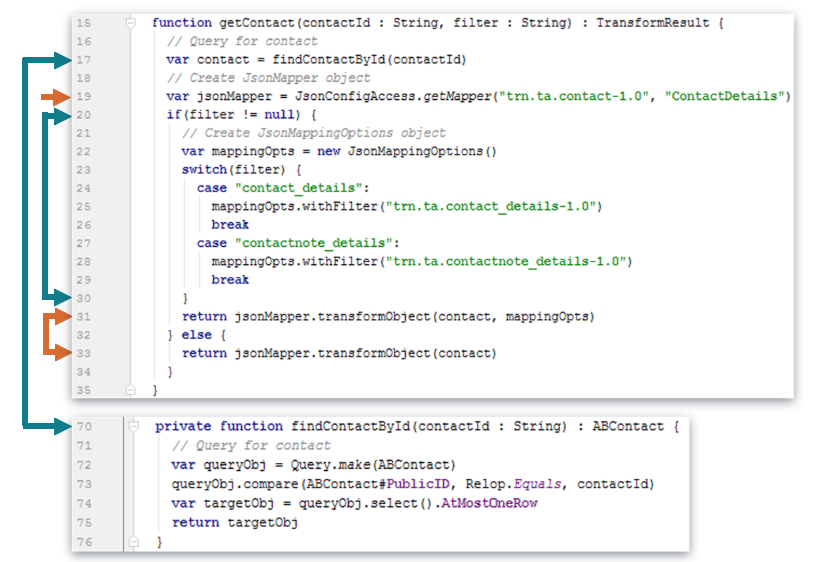 15 function getContact(contactId : String, filter : String) : TransformResult {
16 // Query for contact
17 var contact = findContactById(contactId)
18 // Create JsonMapper object
19 var jsonMapper = JsonConfigAccess.getMapper("trn.ta.contact-1.0", "ContactDetails")
20 if(filter != null) {
21 // Create JsonMappingOptions object
22 var mappingOpts = new JsonMappingOptions()
23 switch(filter) {
24 case "contact_details":
25 mappingOpts.withFilter("trn.ta.contact_details-1.0")
26 break
27 case "contactnote_details":
28 mappingOpts.withFilter("trn.ta.contactnote_details-1.0")
29 break
30 }
31 return jsonMapper.transformObject(contact, mappingOpts)
32 } else {
33 return jsonMapper.transformObject(contact)
34 }
35 }
70 private function findContactById(contactId : String) : ABContact {
71 // Query for contact
72 var queryObj = Query.make(ABContact)
73 queryObj.compare(ABContact#PublicID, Relop.Equals, contactId)
74 var targetObj = queryObj.select().AtMostOneRow
75 return targetObj
76 }